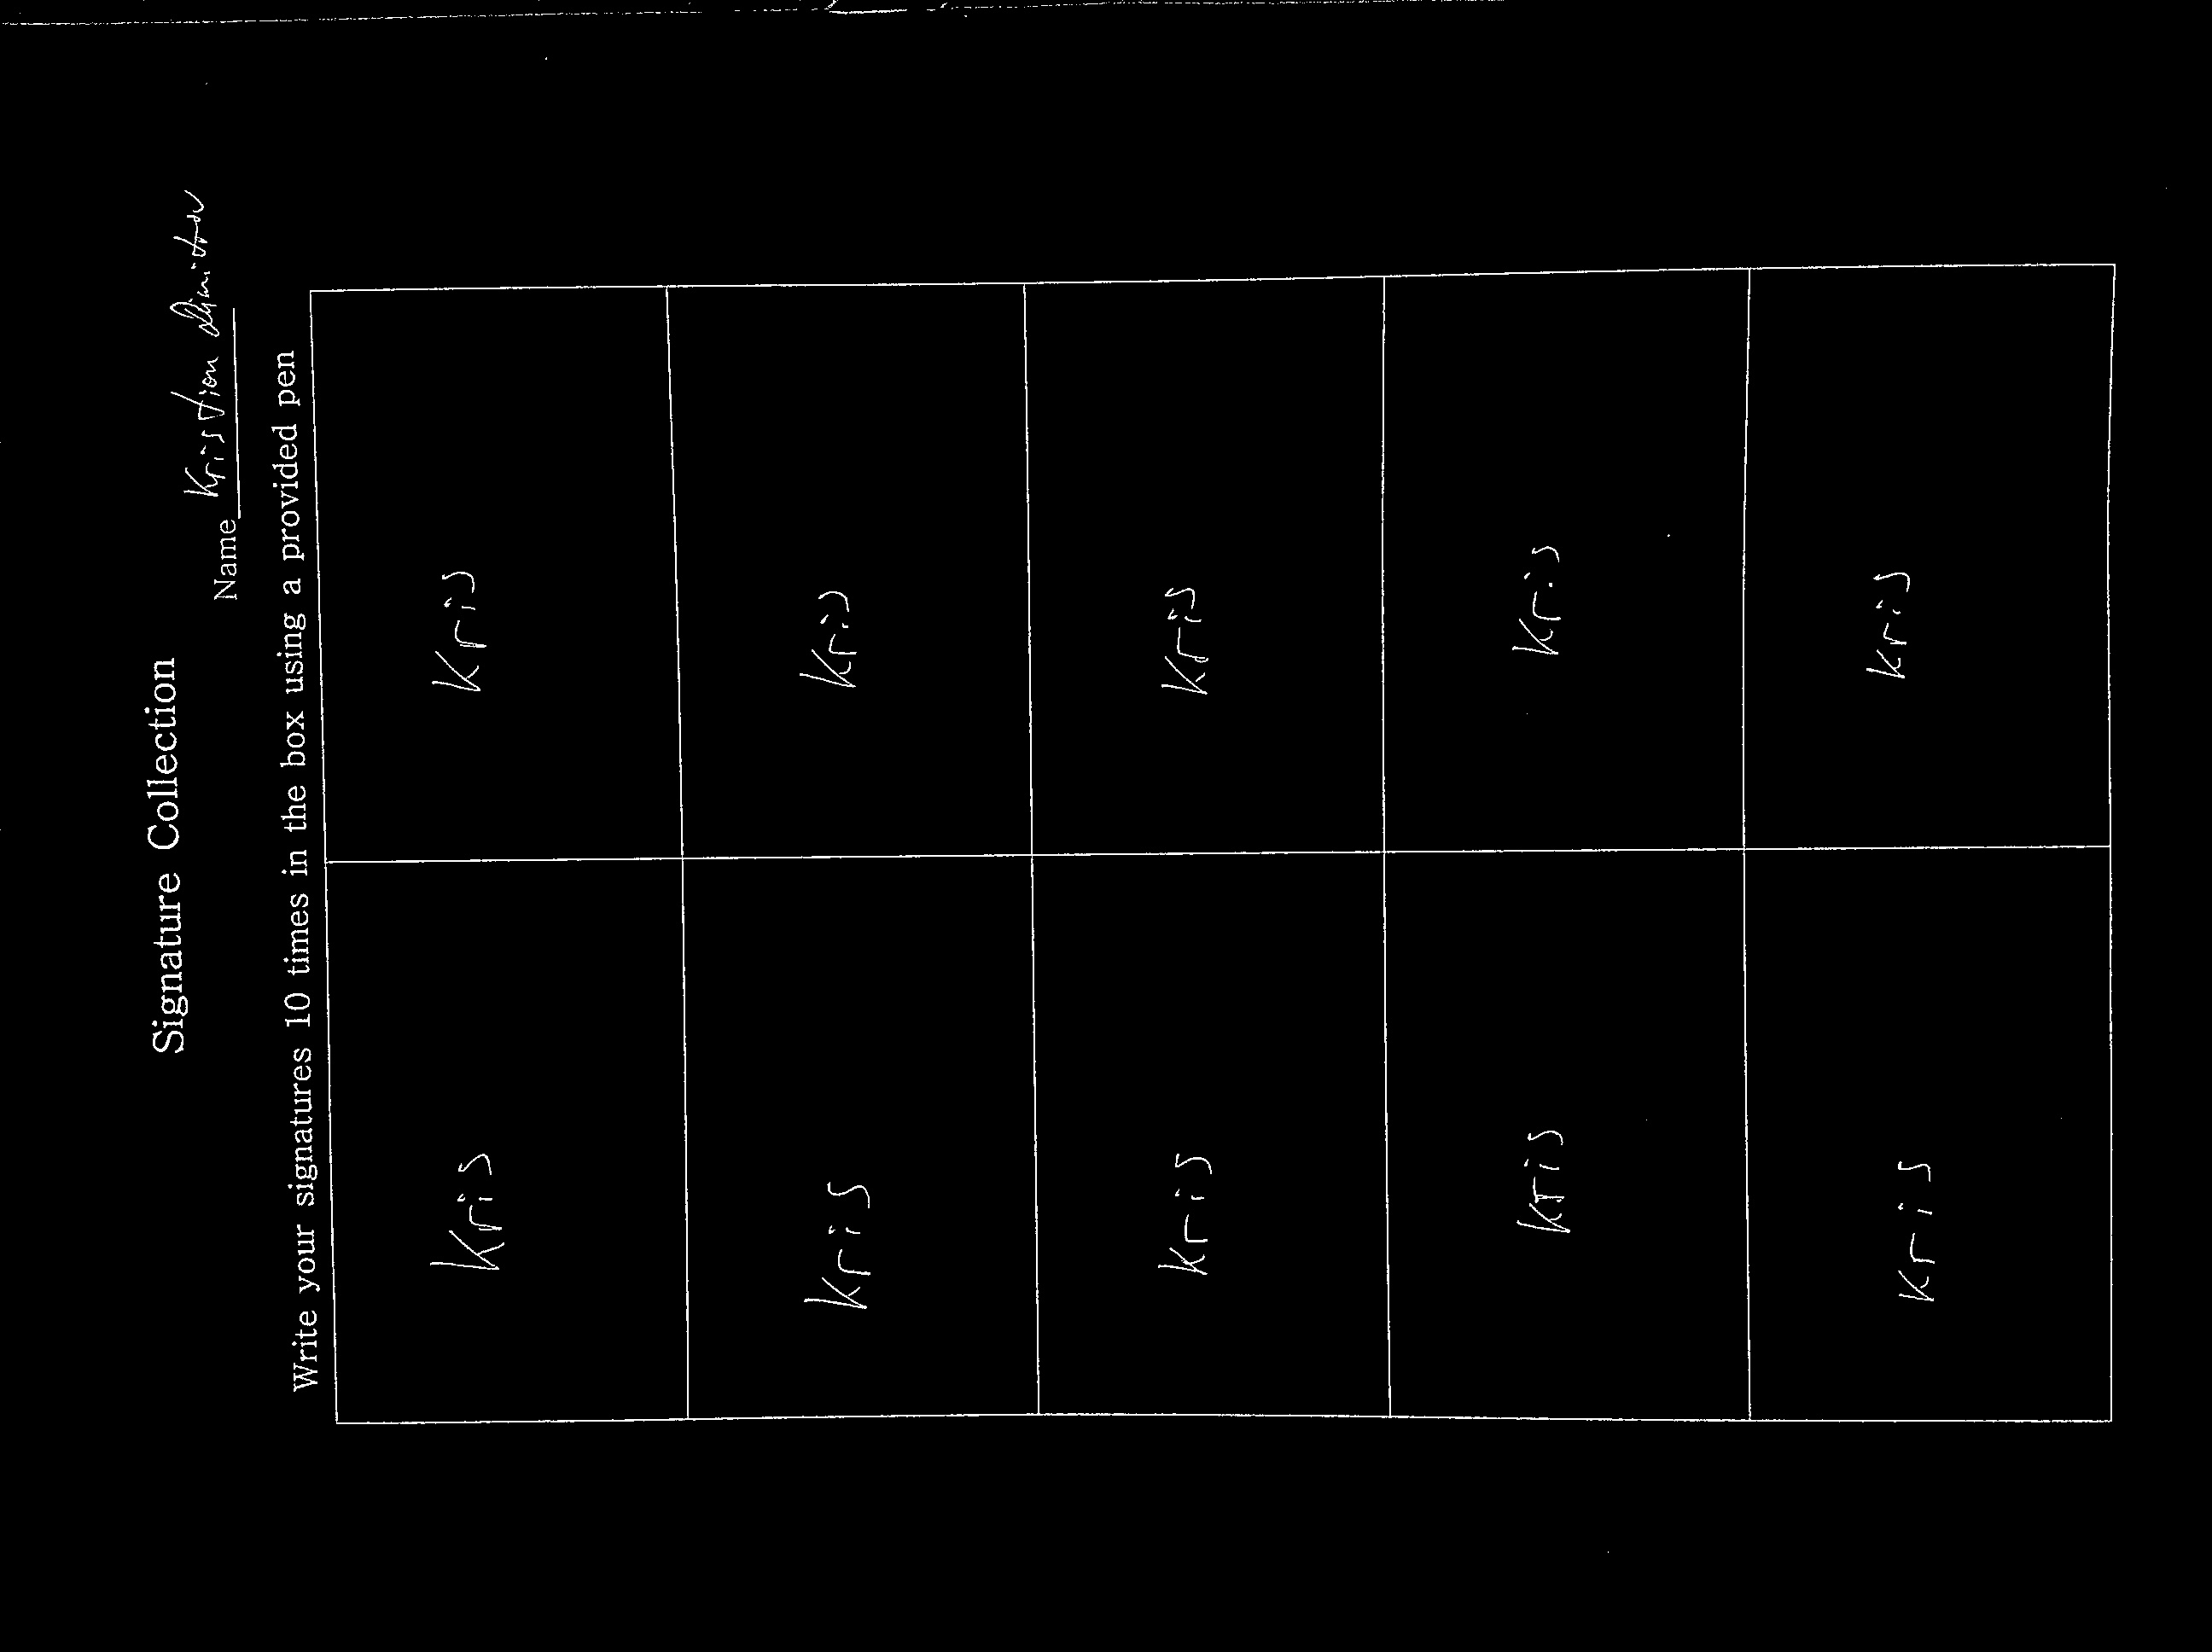 Signature Collection
Name Kristian Dimitrov
Write your signatures 10 times in the box using a provided pen
Kris Kris
Kris Kris
Kris Kris
Kris Kris
Kris Kris